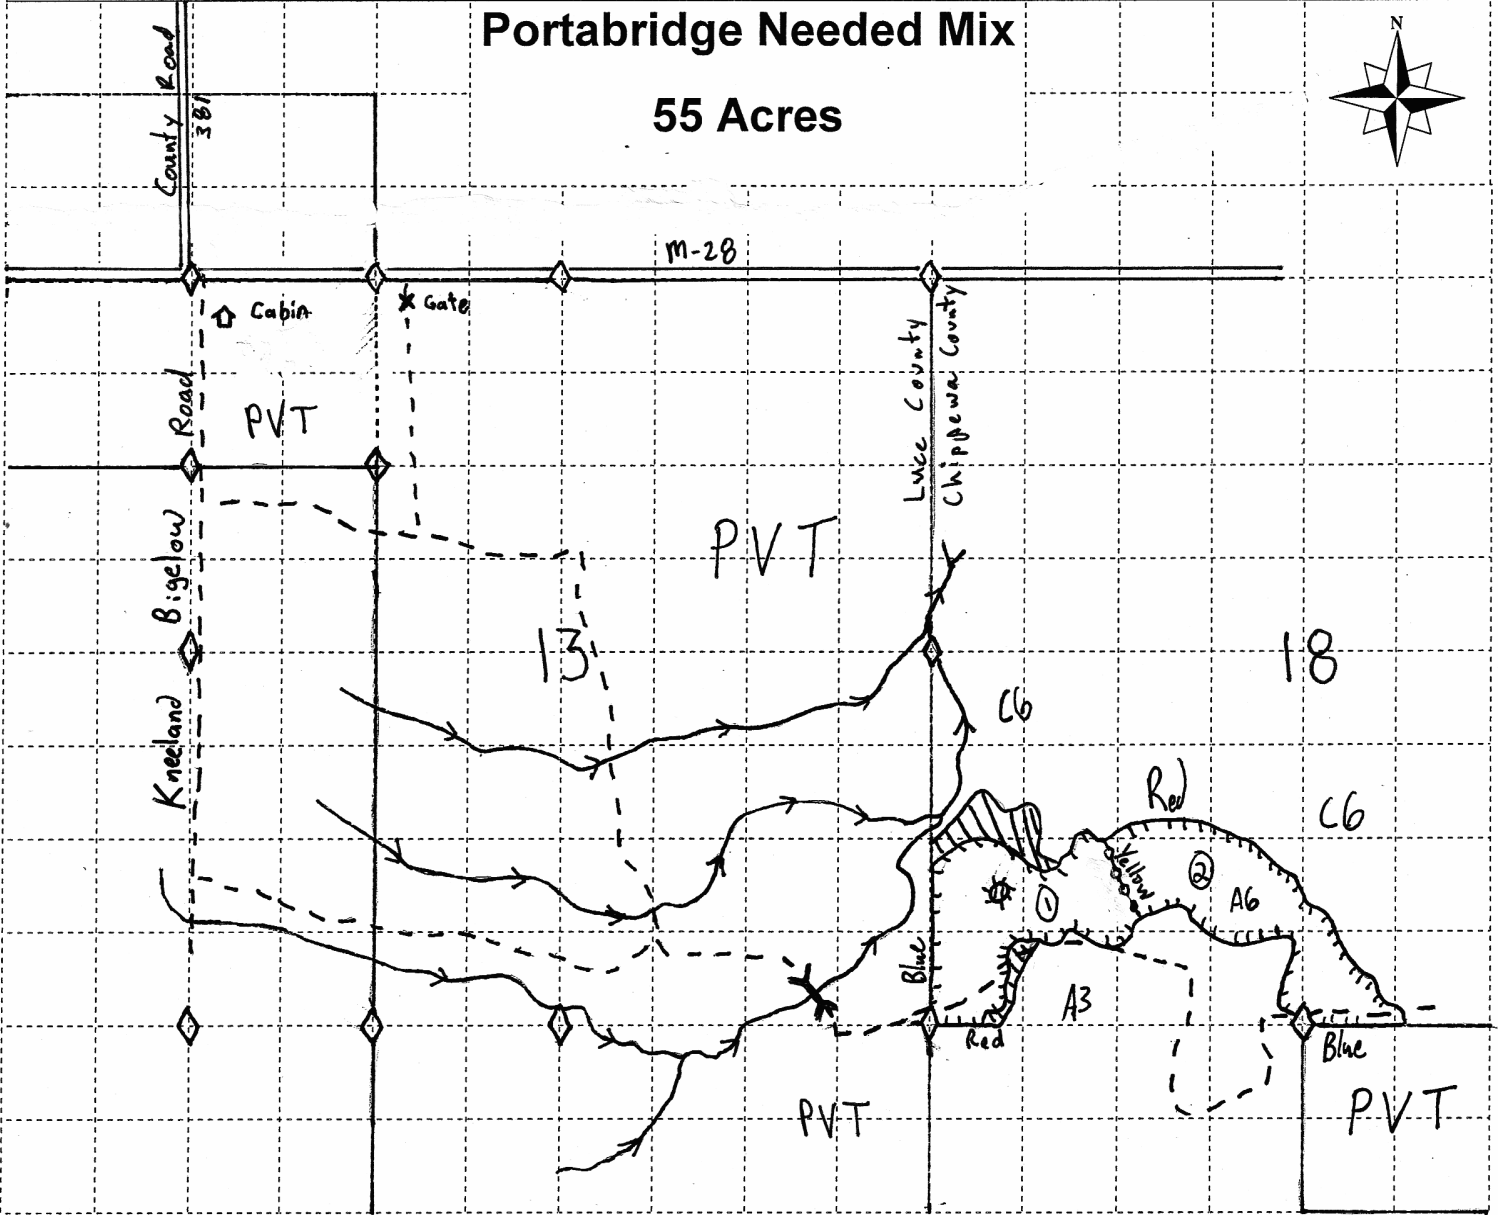 Portabridge Needed Mix
55 Acres
N
County Road
381
M-28
Cabin
Gate
Luce County
Chippewa County
PVT
PVT
Kneeland Bigelow Road
13
18
C6
Red
C6
Yellow
2
A6
1
Blue
A3
Red
Blue
PVT
PVT